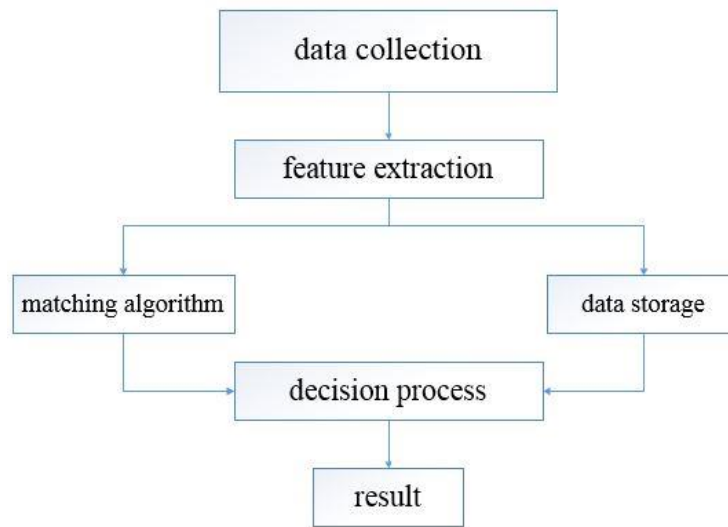 data collection
feature extraction
matching algorithm
data storage
decision process
result